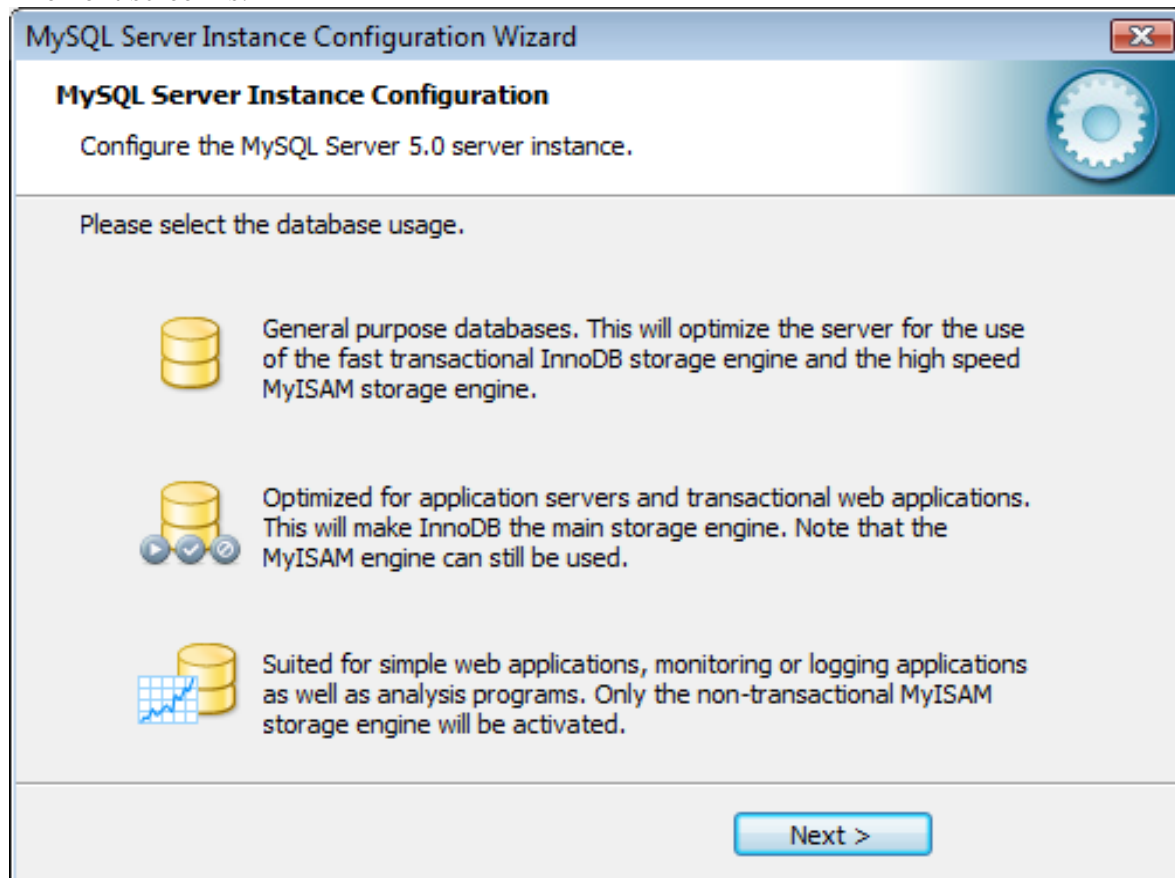 MySQL Server Instance Configuration Wizard
MySQL Server Instance Configuration
Configure the MySQL Server 5.0 server instance.
Please select the database usage.
General purpose databases. This will optimize the server for the use
of the fast transactional InnoDB storage engine and the high speed
MyISAM storage engine.
Optimized for application servers and transactional web applications.
This will make InnoDB the main storage engine. Note that the
MyISAM engine can still be used.
Suited for simple web applications, monitoring or logging applications
as well as analysis programs. Only the non-transactional MyISAM
storage engine will be activated.
Next >